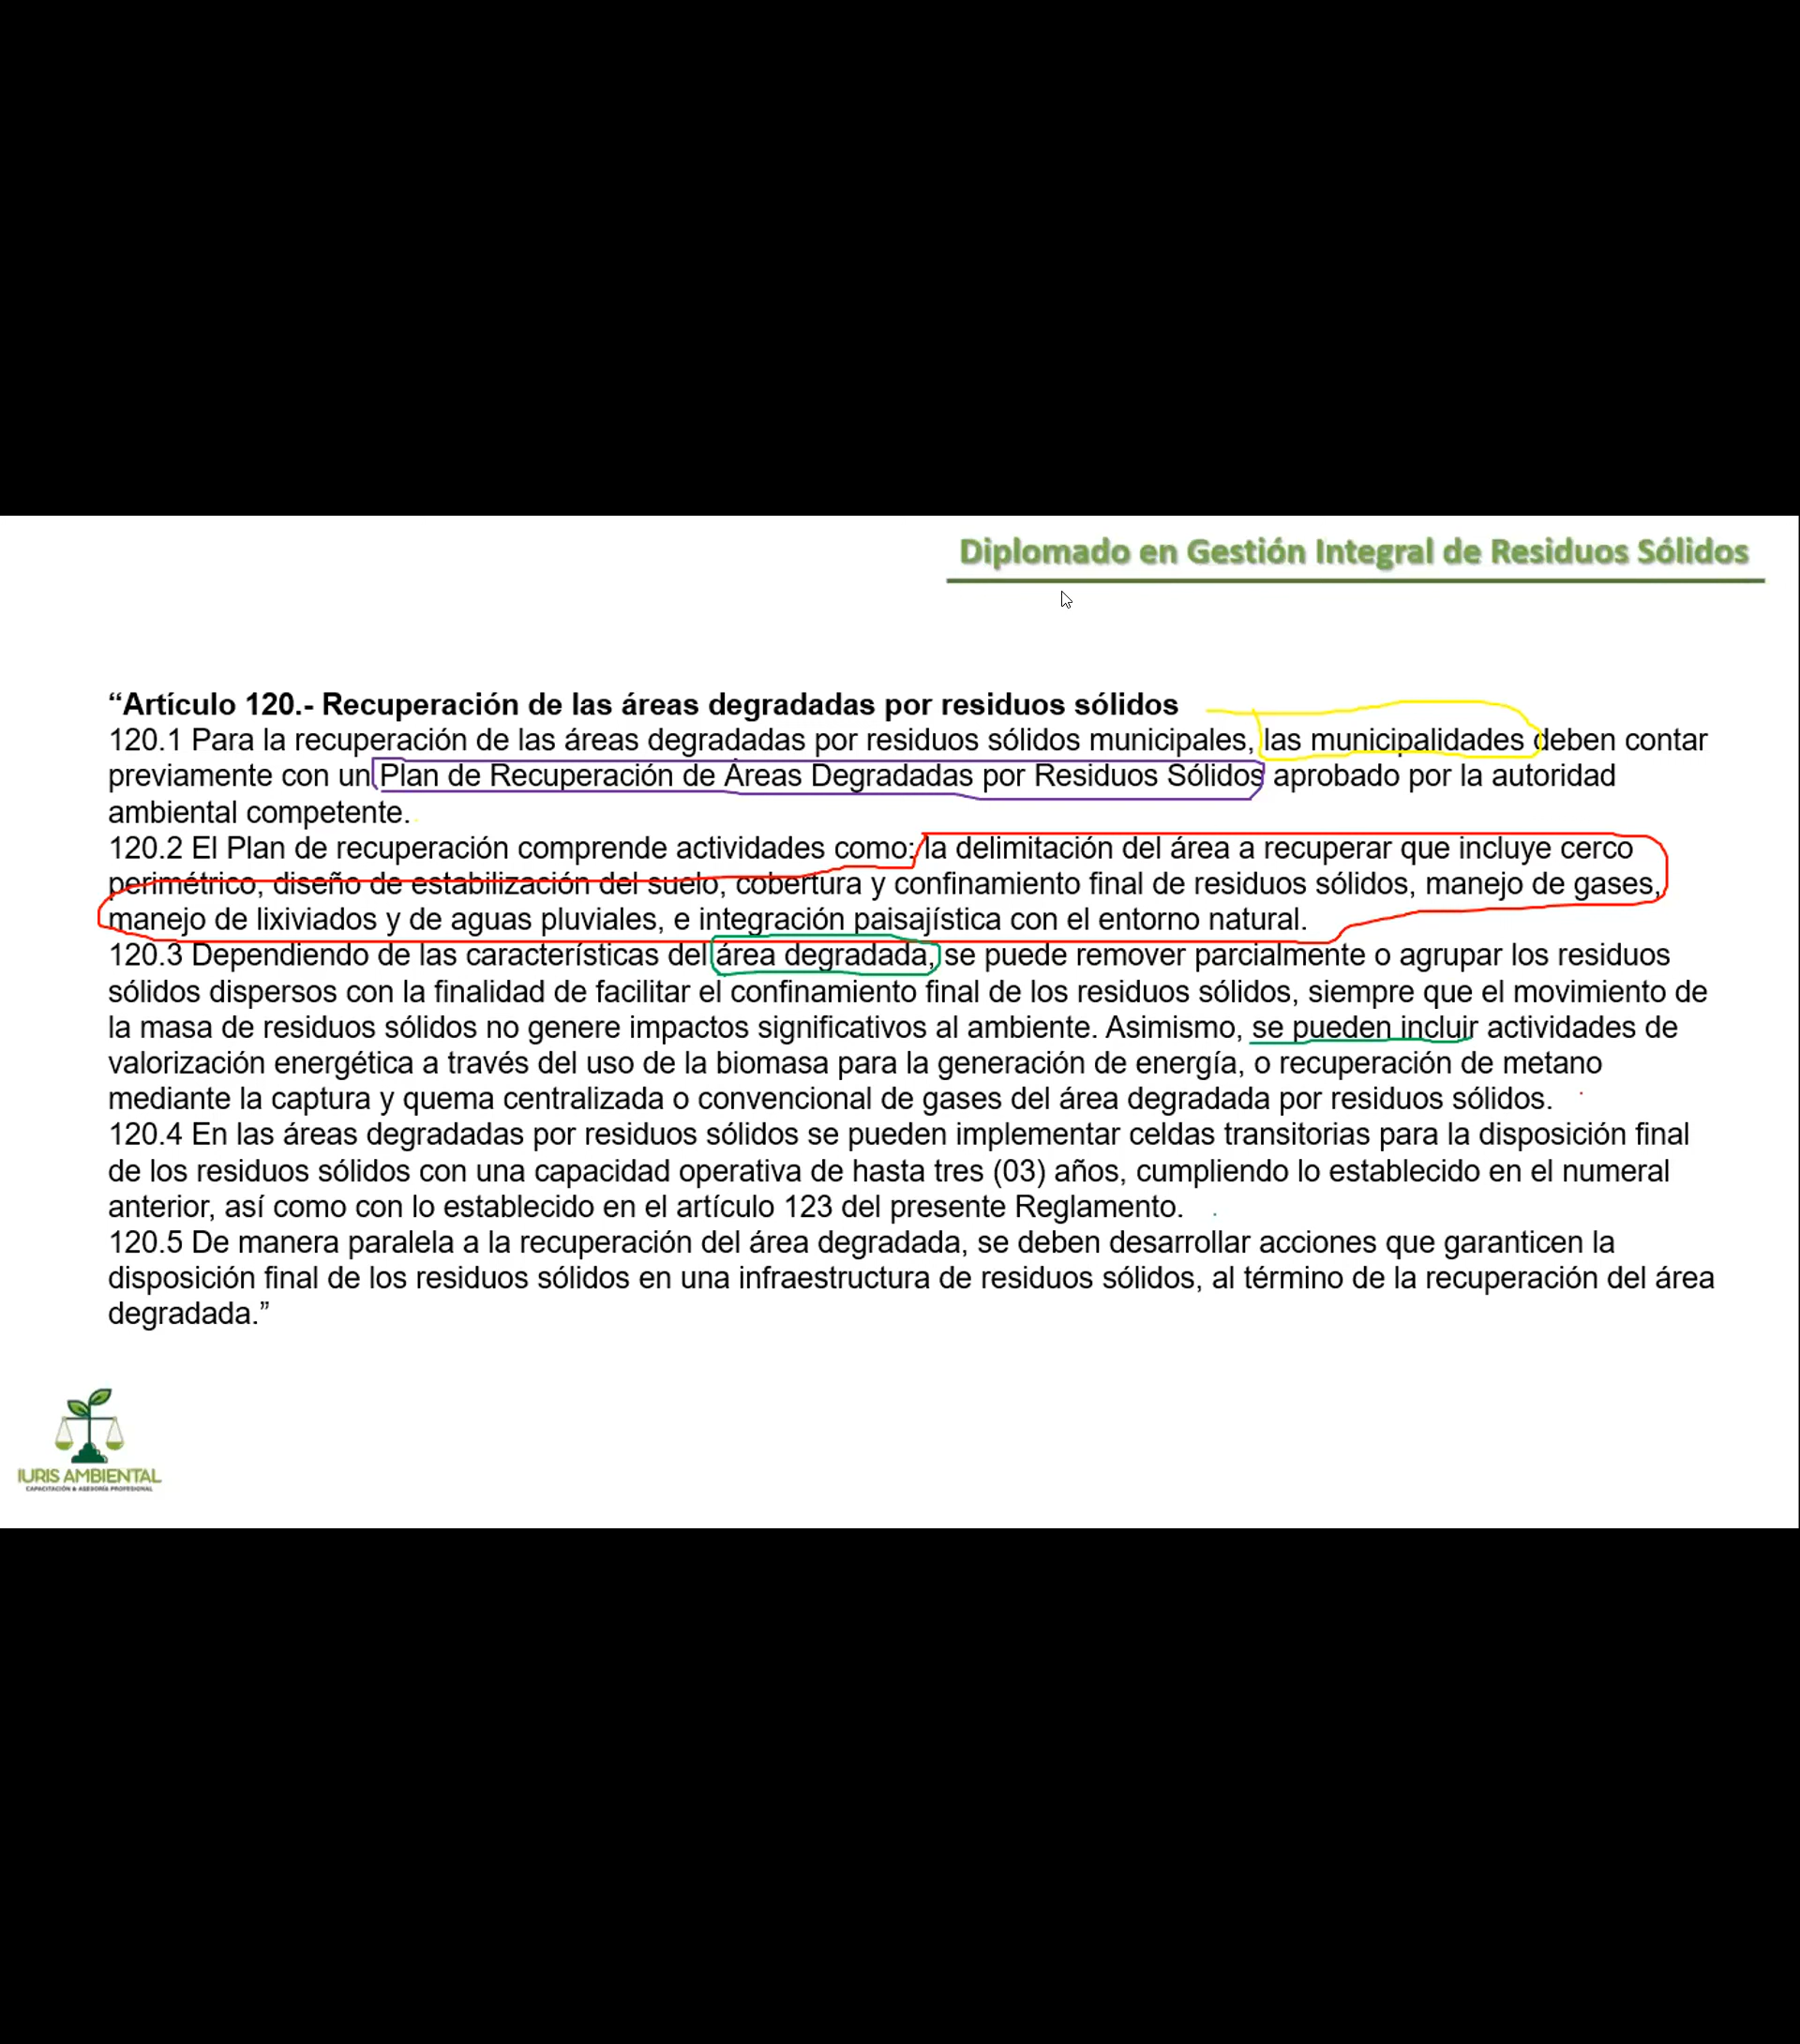 Diplomado en Gestión Integral de Residuos Sólidos
“Artículo 120.- Recuperación de las áreas degradadas por residuos sólidos
120.1 Para la recuperación de las áreas degradadas por residuos sólidos municipales, las municipalidades deben contar
previamente con un Plan de Recuperación de Áreas Degradadas por Residuos Sólidos aprobado por la autoridad
ambiental competente.
120.2 El Plan de recuperación comprende actividades como: la delimitación del área a recuperar que incluye cerco
perimétrico, diseño de estabilización del suelo, cobertura y confinamiento final de residuos sólidos, manejo de gases,
manejo de lixiviados y de aguas pluviales, e integración paisajística con el entorno natural.
120.3 Dependiendo de las características del área degradada, se puede remover parcialmente o agrupar los residuos
sólidos dispersos con la finalidad de facilitar el confinamiento final de los residuos sólidos, siempre que el movimiento de
la masa de residuos sólidos no genere impactos significativos al ambiente. Asimismo, se pueden incluir actividades de
valorización energética a través del uso de la biomasa para la generación de energía, o recuperación de metano
mediante la captura y quema centralizada o convencional de gases del área degradada por residuos sólidos.
120.4 En las áreas degradadas por residuos sólidos se pueden implementar celdas transitorias para la disposición final
de los residuos sólidos con una capacidad operativa de hasta tres (03) años, cumpliendo lo establecido en el numeral
anterior, así como con lo establecido en el artículo 123 del presente Reglamento.
120.5 De manera paralela a la recuperación del área degradada, se deben desarrollar acciones que garanticen la
disposición final de los residuos sólidos en una infraestructura de residuos sólidos, al término de la recuperación del área
degradada.”
IURIS AMBIENTAL
CAPACITACIÓN & ASESORÍA PROFESIONAL